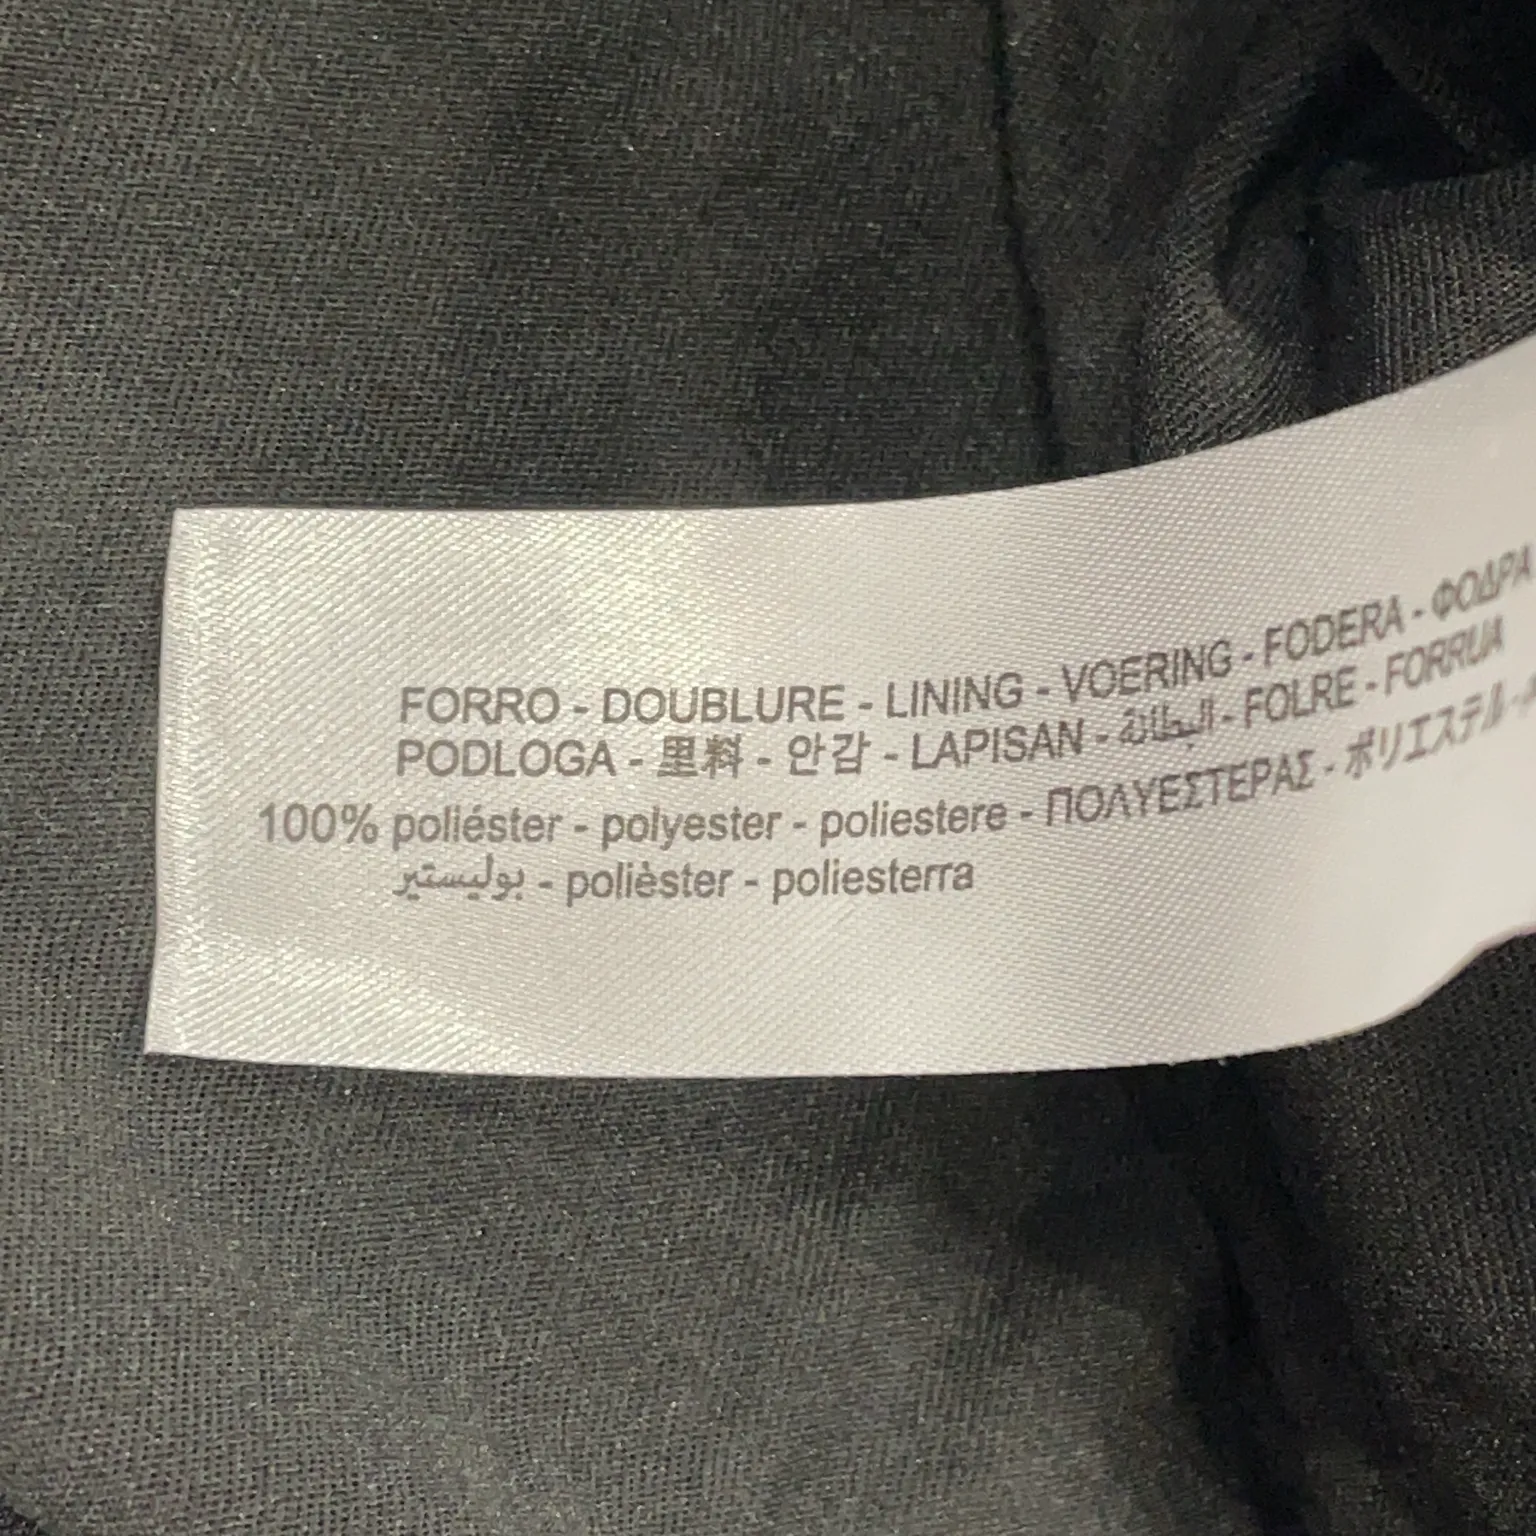 FORRO - DOUBLURE - LINING - VOERING - FODERA - ΦΟΔΡΑ
PODLOGA - 里料 - 안감 - LAPISAN - البطانة - FOLRE - FORRUA
100% poliéster - polyester - poliestere - ΠΟΛΥΕΣΤΕΡΑΣ - ポリエステル -
بوليستير - polièster - poliesterra